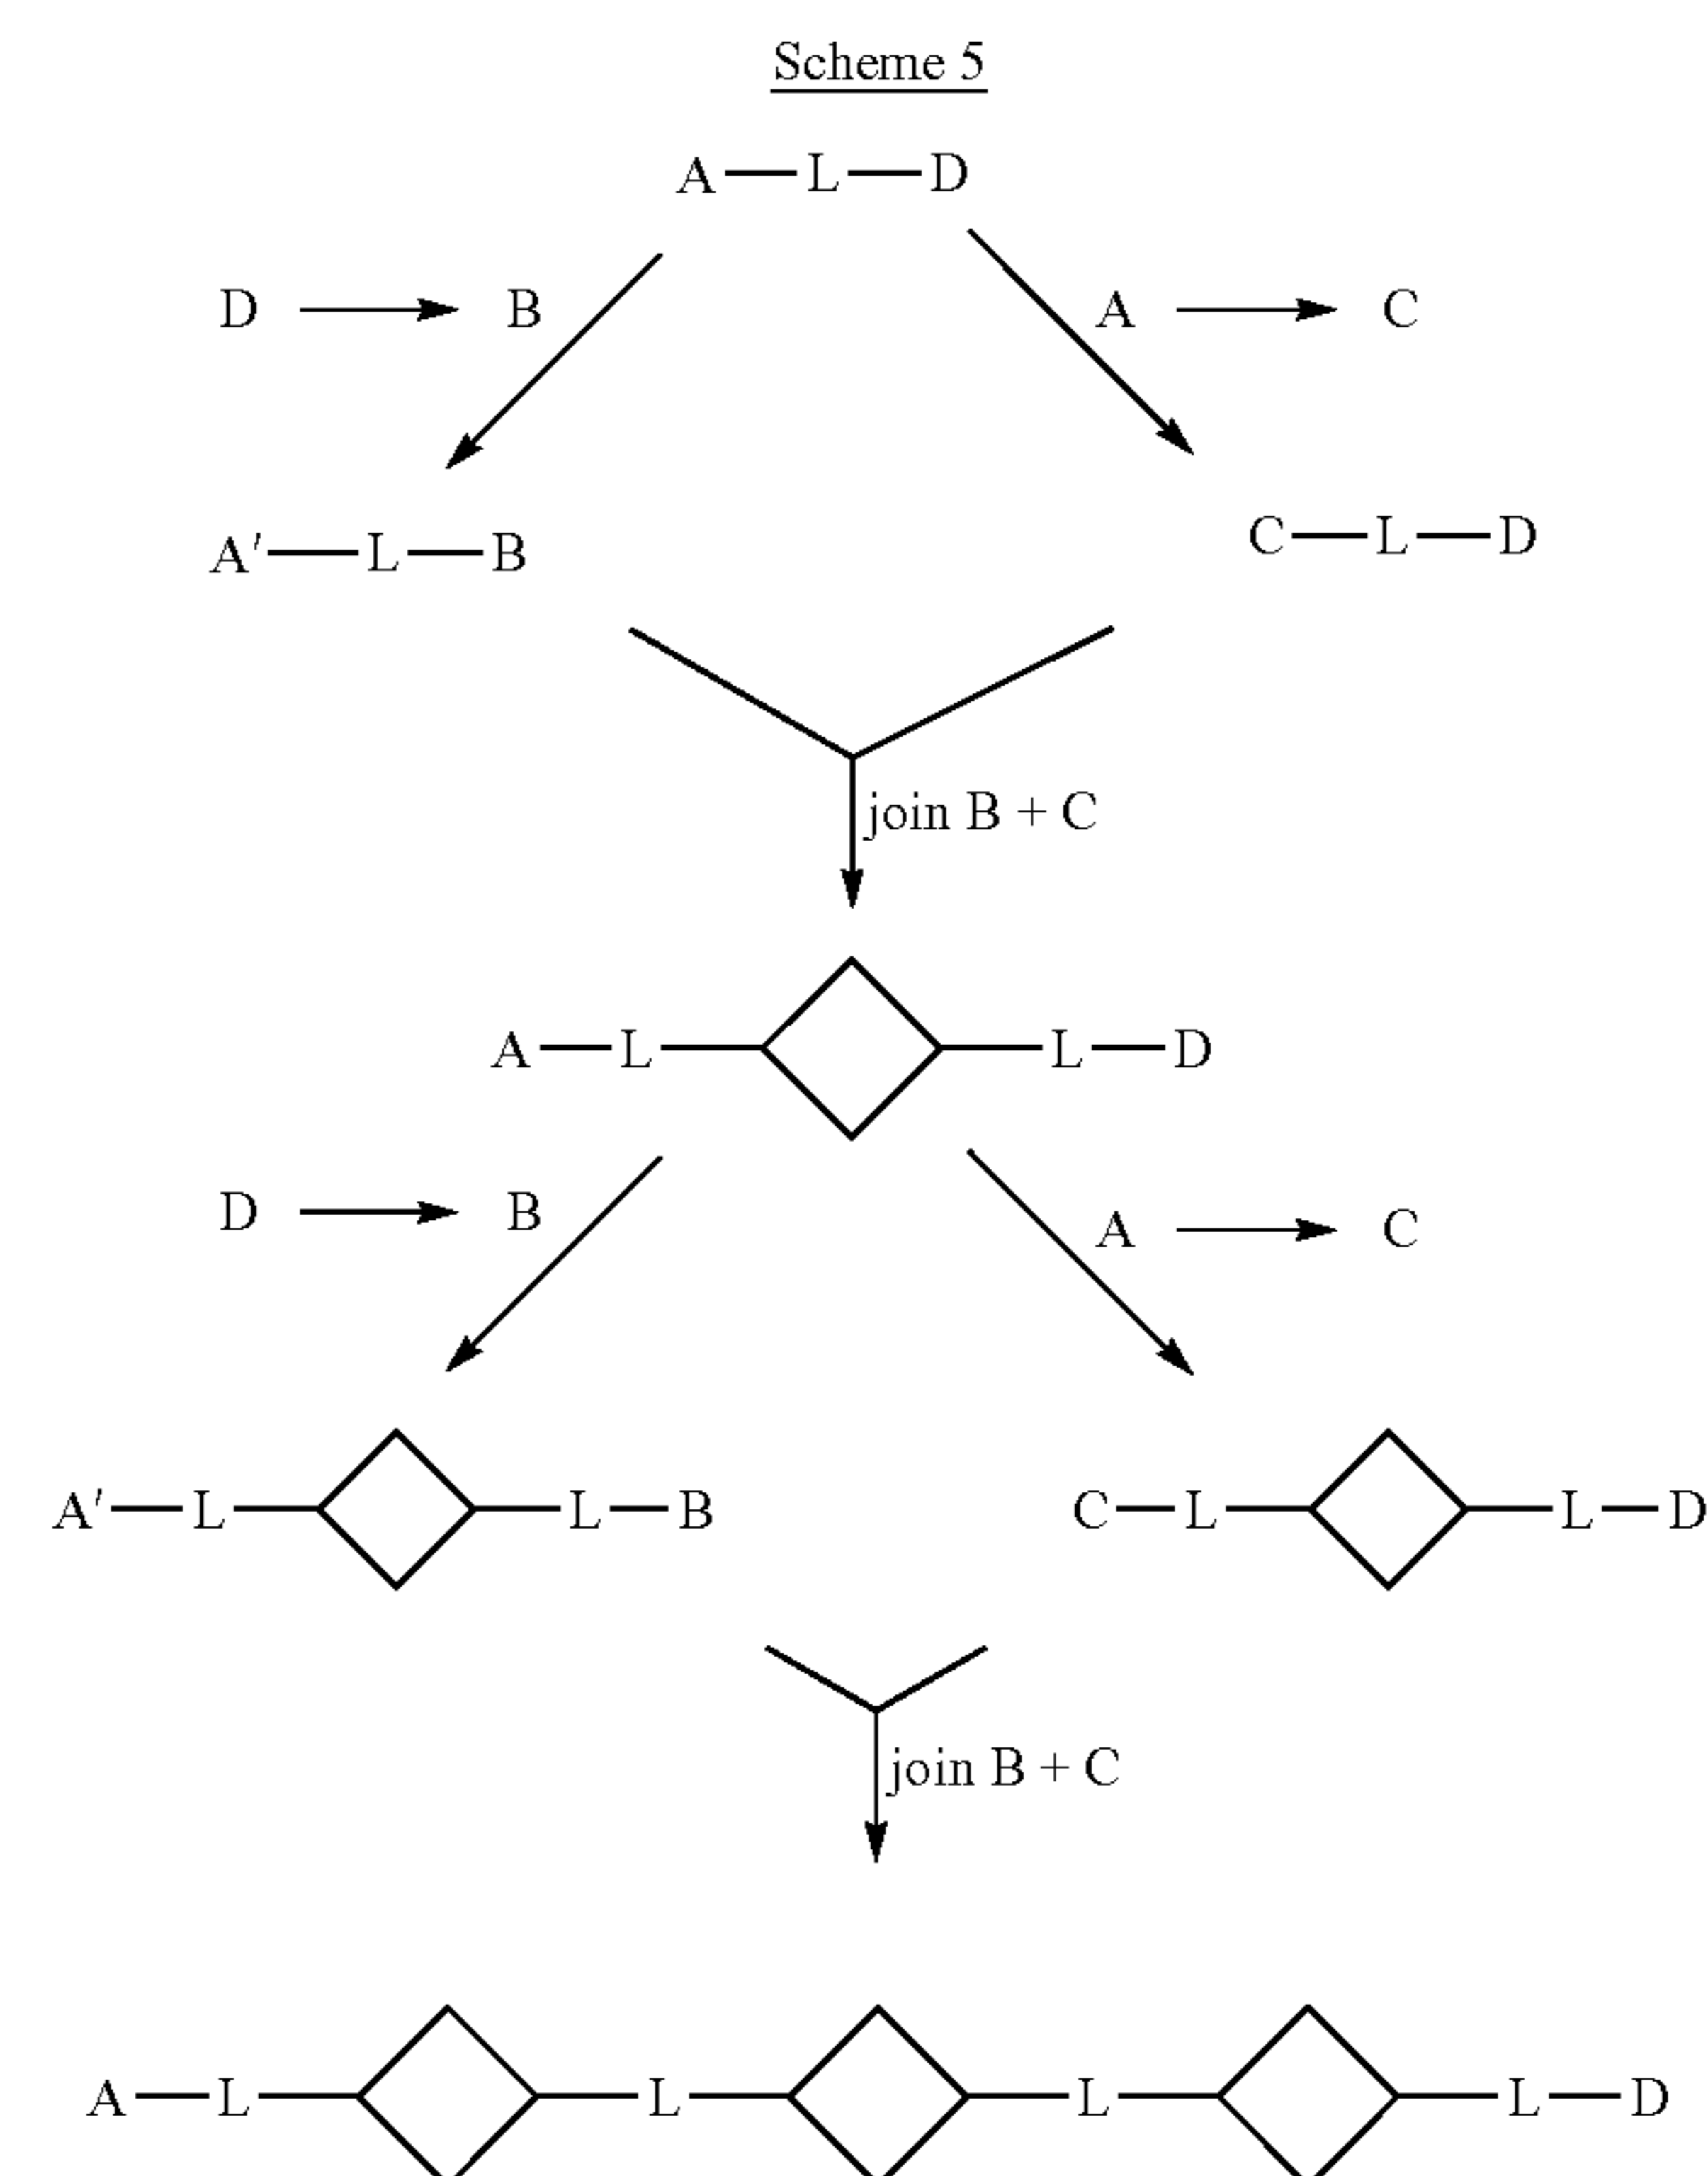 Scheme 5
A — L — D
D → B
A → C
A' — L — B
C — L — D
join B + C
A — L — L — D
D → B
A → C
A' — L — L — B
C — L — L — D
join B + C
A — L — L — L — L — D